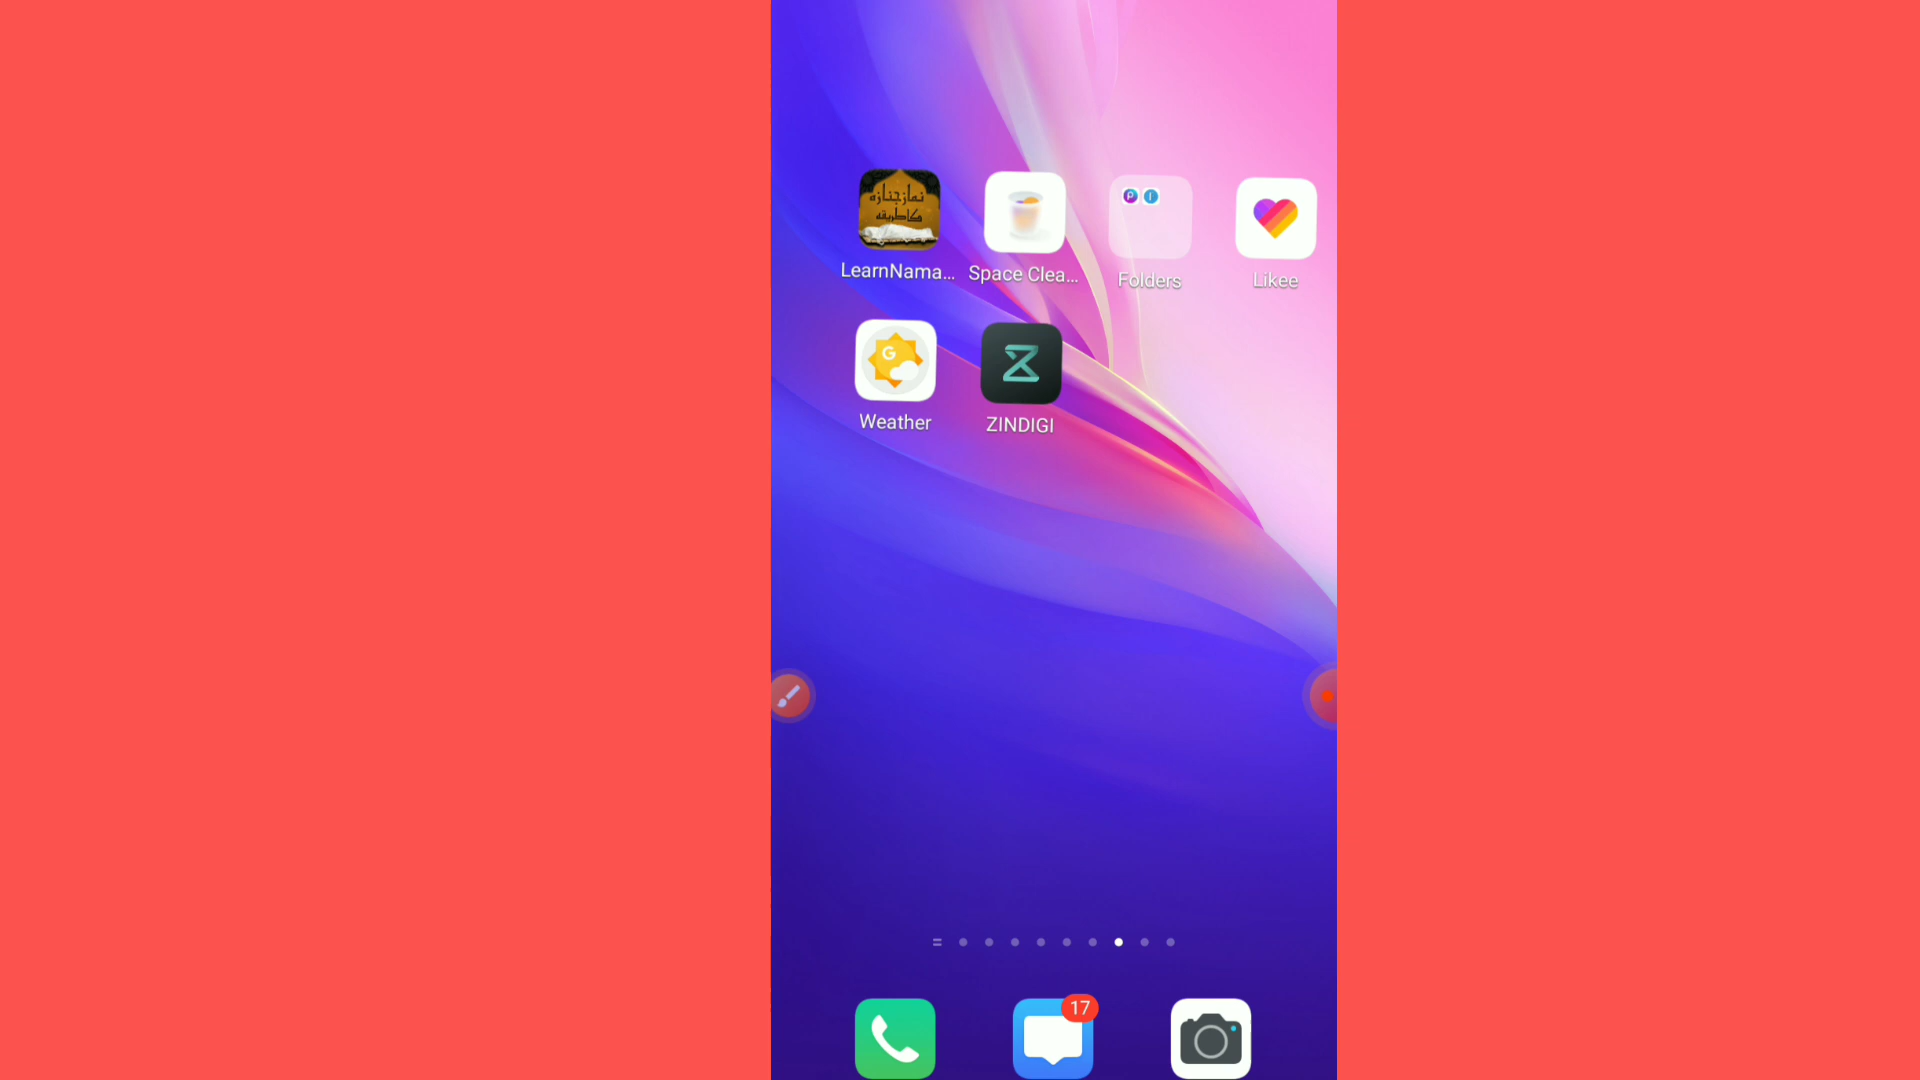 نماز جنازہ
کا طریقہ
LearnNama...
Space Clea...
P
I
Folders
Likee
G
Weather
ZINDIGI
17